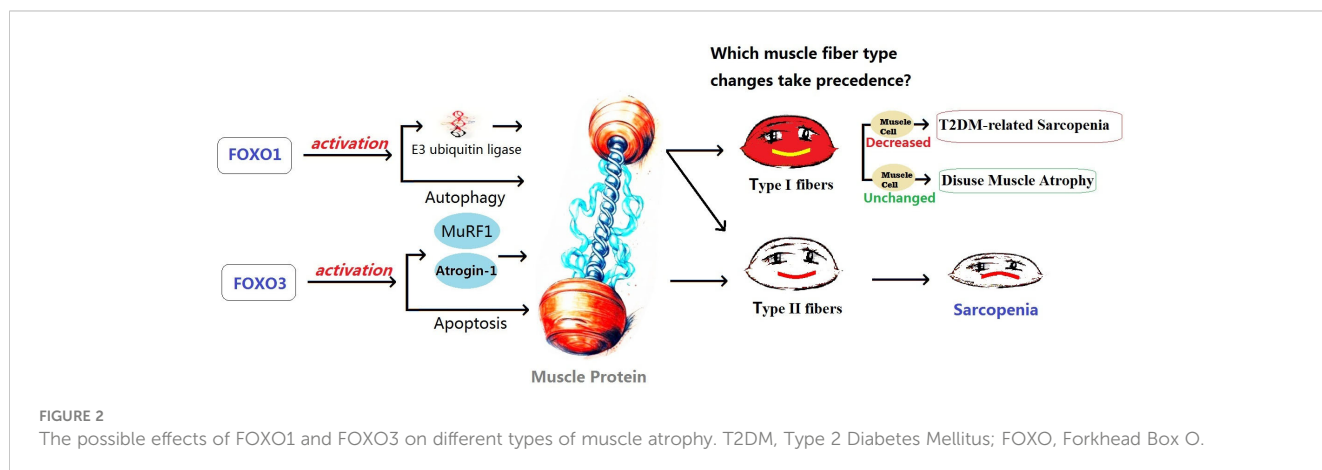 Which muscle fiber type
changes take precedence?
FOXO1
activation
E3 ubiquitin ligase
Autophagy
MuRF1
Atrogin-1
FOXO3
activation
Apoptosis
Muscle Protein
Type I fibers
Muscle
Cell
Decreased
T2DM-related Sarcopenia
Muscle
Cell
Unchanged
Disuse Muscle Atrophy
Type II fibers
Sarcopenia
FIGURE 2
The possible effects of FOXO1 and FOXO3 on different types of muscle atrophy. T2DM, Type 2 Diabetes Mellitus; FOXO, Forkhead Box O.